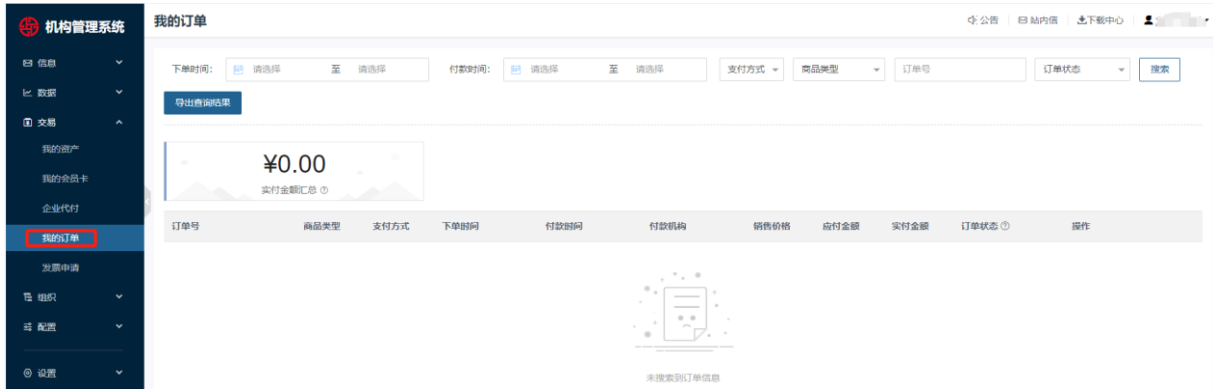 机构管理系统
我的订单
公告 站内信 下载中心
信息
数据
交易
我的资产
我的会员卡
企业代付
我的订单
发票申请
组织
配置
设置
下单时间: 请选择 至 请选择 付款时间: 请选择 至 请选择 支付方式 商品类型 订单号 订单状态 搜索
导出查询结果
¥0.00
实付金额汇总
订单号 商品类型 支付方式 下单时间 付款时间 付款机构 销售价格 应付金额 实付金额 订单状态 操作
未搜索到订单信息